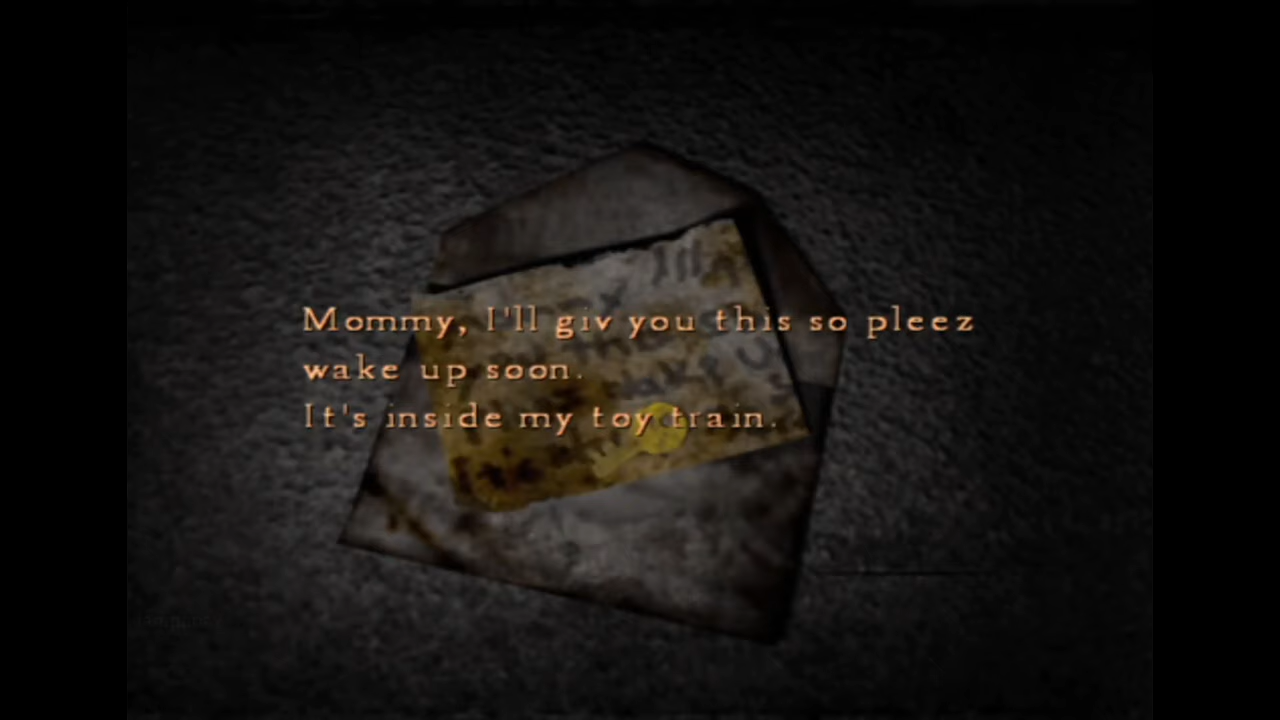 Mommy, I'll giv you this so pleez
wake up soon.
It's inside my toy train.